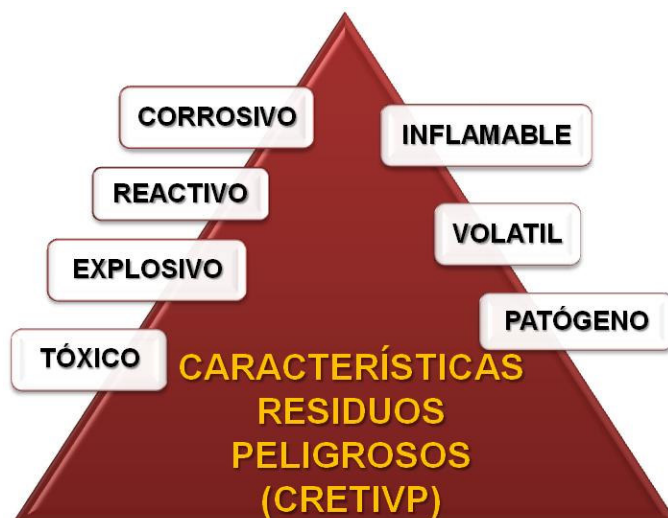 CORROSIVO
REACTIVO
EXPLOSIVO
TÓXICO
INFLAMABLE
VOLATIL
PATÓGENO
CARACTERÍSTICAS
RESIDUOS
PELIGROSOS
(CRETIVP)